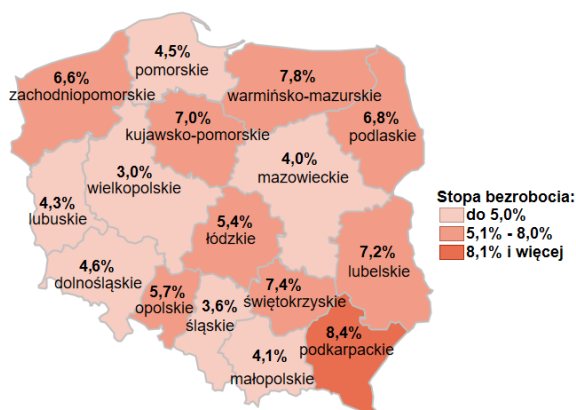 4,5%
pomorskie
6,6%
zachodniopomorskie
7,8%
warmińsko-mazurskie
7,0%
kujawsko-pomorskie
6,8%
podlaskie
3,0%
wielkopolskie
4,0%
mazowieckie
4,3%
lubuskie
5,4%
łódzkie
Stopa bezrobocia:
do 5,0%
5,1% - 8,0%
8,1% i więcej
4,6%
dolnośląskie
7,2%
lubelskie
5,7%
opolskie
3,6%
śląskie
7,4%
świętokrzyskie
8,4%
podkarpackie
4,1%
małopolskie